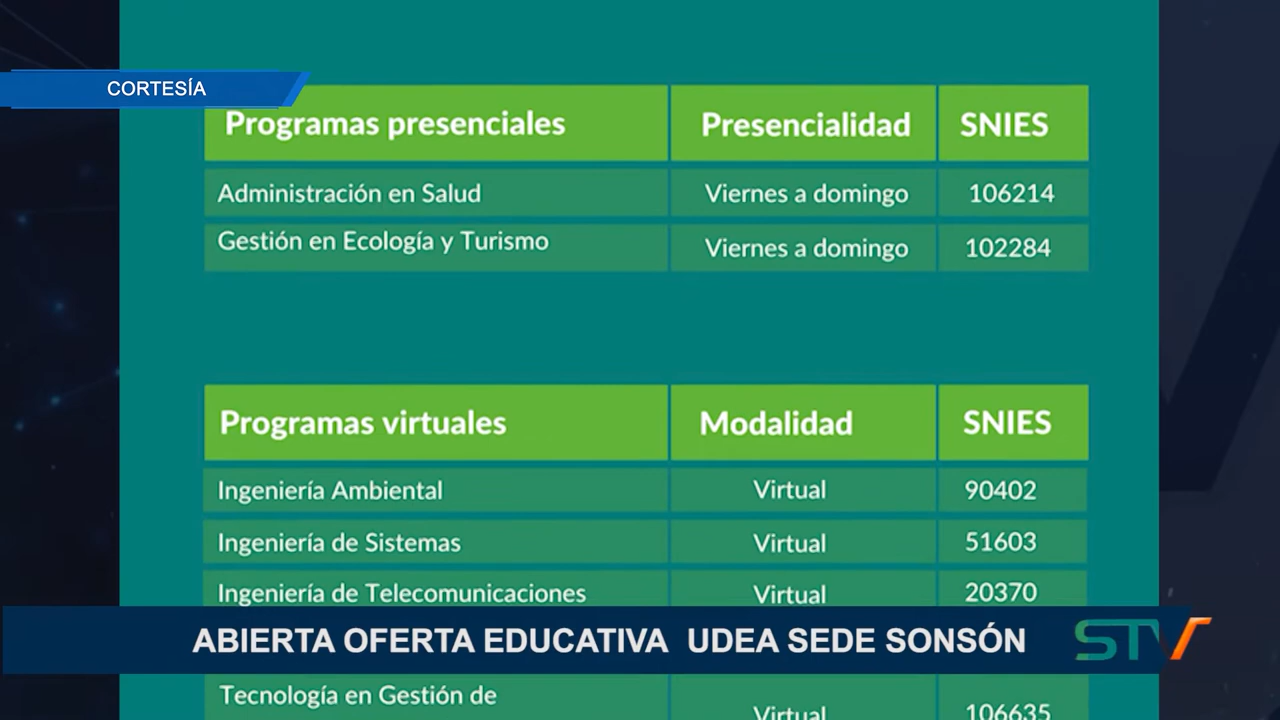 CORTESÍA
Programas presenciales Presencialidad SNIES
Administración en Salud Viernes a domingo 106214
Gestión en Ecología y Turismo Viernes a domingo 102284
Programas virtuales Modalidad SNIES
Ingeniería Ambiental Virtual 90402
Ingeniería de Sistemas Virtual 51603
Ingeniería de Telecomunicaciones Virtual 20370
ABIERTA OFERTA EDUCATIVA UDEA SEDE SONSÓN STV
Tecnología en Gestión de
Virtual 106635